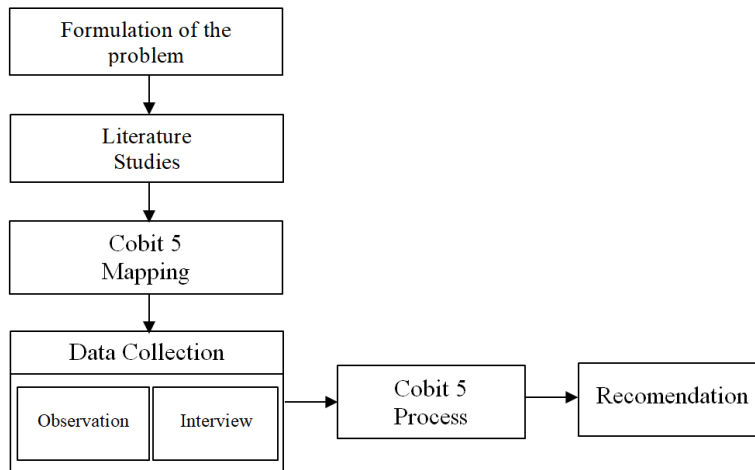 Formulation of the
problem
Literature
Studies
Cobit 5
Mapping
Data Collection
Observation
Interview
Cobit 5
Process
Recomendation